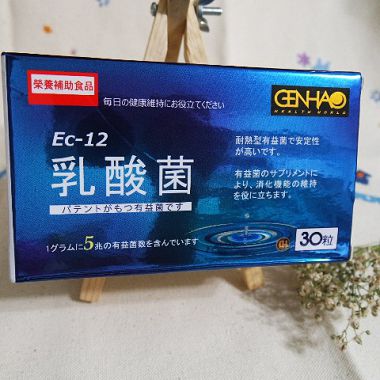 栄養補助食品
毎日の健康維持にお役立てください
GENHAO
HEALTH WORLD
Ec-12
乳酸菌
パテントがもつ有益菌です
1グラムに5兆の有益菌数を含んでいます
耐熱型有益菌で安定性
が高いです。
有益菌のサプリメントに
より、消化機能の維持
を役に立ちます。
30粒